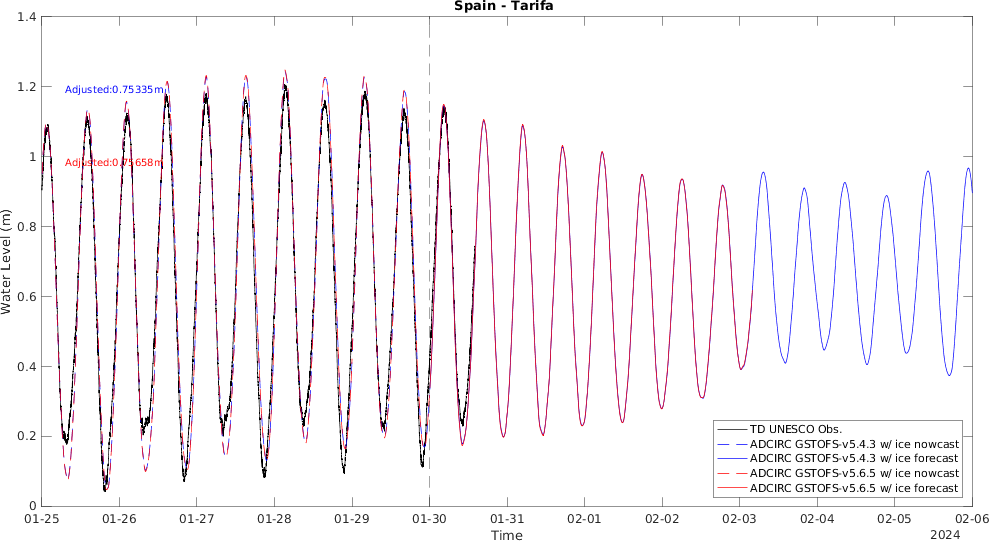 Spain - Tarifa
1.4
1.2
1
0.8
0.6
0.4
0.2
0
Water Level (m)
Adjusted:0.75335m
Adjusted:0.75658m
TD UNESCO Obs.
ADCIRC GSTOFS-v5.4.3 w/ ice nowcast
ADCIRC GSTOFS-v5.4.3 w/ ice forecast
ADCIRC GSTOFS-v5.6.5 w/ ice nowcast
ADCIRC GSTOFS-v5.6.5 w/ ice forecast
01-25 01-26 01-27 01-28 01-29 01-30 01-31 02-01 02-02 02-03 02-04 02-05 02-06
Time
2024